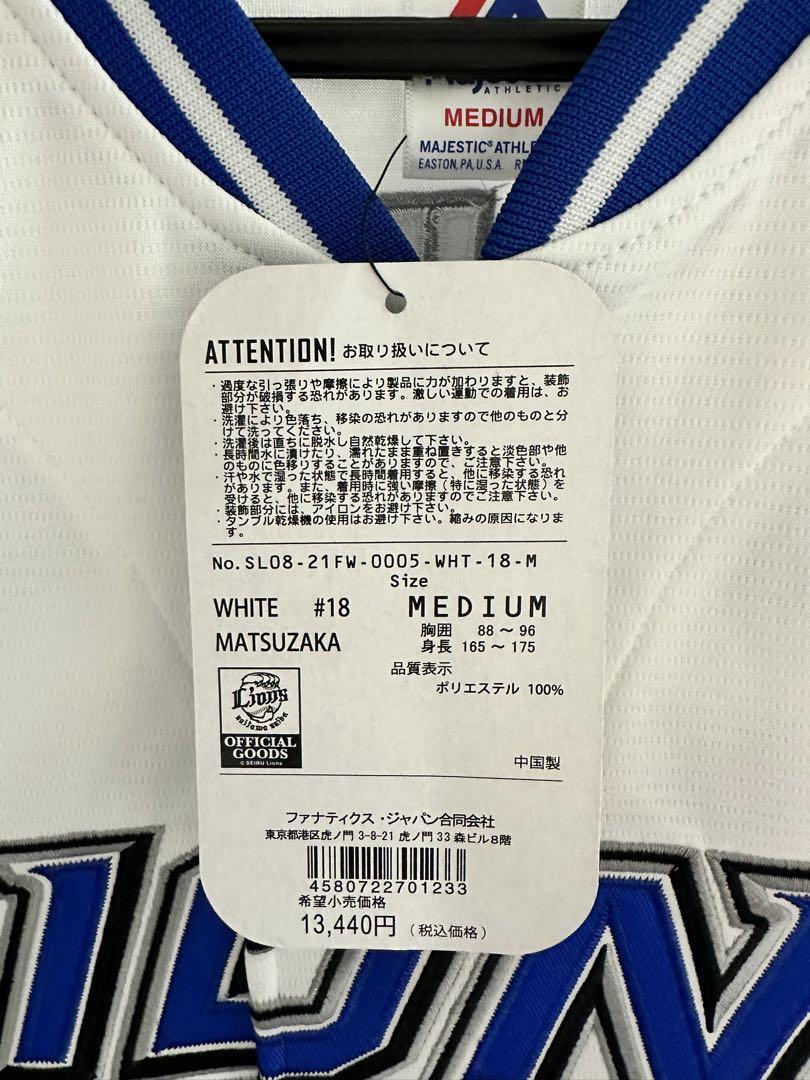 ATHLETIC
MEDIUM
MAJESTIC® ATHLE
EASTON, PA, U.S.A. RN
ATTENTION! お取り扱いについて
・過度な引っ張りや摩擦により製品に力が加わりますと、装飾
部分が破損する恐れがあります。激しい運動での着用は、お
避け下さい。
・洗濯により色落ち、移染の恐れがありますので他のものと分
けて洗ってください。
・洗濯後は直ちに脱水し自然乾燥して下さい。
・長時間水に漬けたり、濡れたまま重ね置きすると淡色部や他
のものに色移りすることがありますので、ご注意下さい。
・汗や水で湿った状態で長時間着用すると、他に移染する恐れ
があります。また、着用時に強い摩擦（特に湿った状態）を
受けると、他に移染する恐れがありますのでご注意下さい。
・装飾部分には、アイロンをお避け下さい。
・タンブル乾燥機の使用はお避け下さい。縮みの原因になりま
す。
No. SL08-21FW-0005-WHT-18-M
Size
WHITE #18 MEDIUM
MATSUZAKA
胸囲 88～96
身長 165～175
品質表示
ポリエステル 100%
Lions
saitama seibu
OFFICIAL
GOODS
© SEIBU Lions
中国製
ファナティクス・ジャパン合同会社
東京都港区虎ノ門 3-8-21 虎ノ門 33 森ビル8階
4580722701233
希望小売価格
13,440円（税込価格）